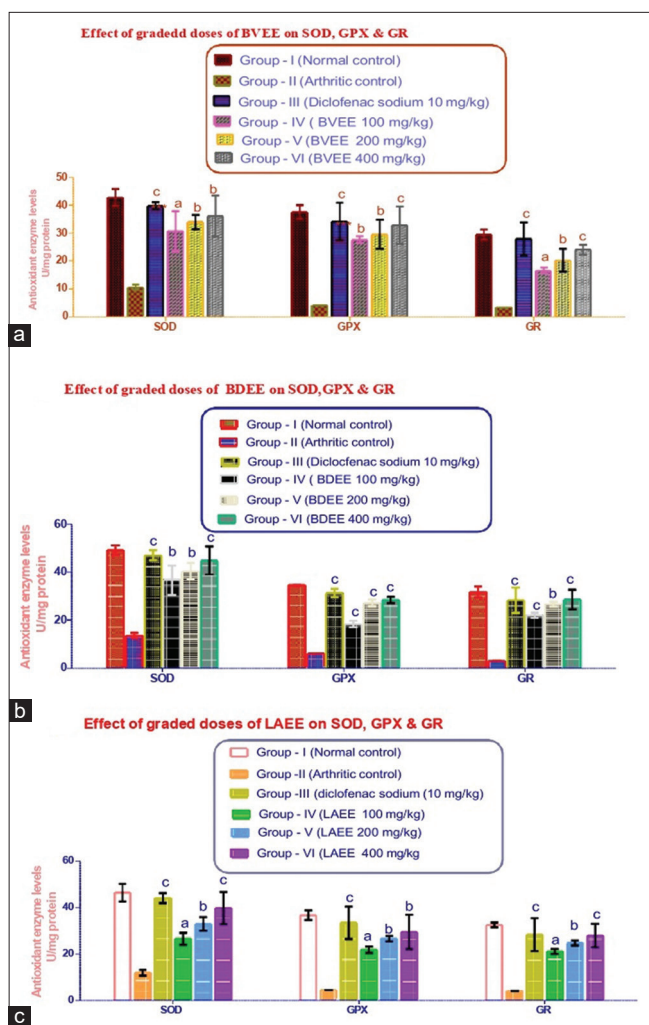 Effect of gradedd doses of BVEE on SOD, GPX & GR
Group - I (Normal control)
Group - II (Arthritic control)
Group - III (Diclofenac sodium 10 mg/kg)
Group - IV ( BVEE 100 mg/kg)
Group - V (BVEE 200 mg/kg)
Group - VI (BVEE 400 mg/kg)
Antioxidant enzyme levels
U/mg protein
50
40
30
20
10
0
c a b b
c b b c
c a b c
SOD GPX GR
a
Effect of graded doses of BDEE on SOD,GPX & GR
Group - I (Normal control)
Group - II (Arthritic control)
Group - III (Diclocfenac sodium 10 mg/kg)
Group - IV ( BDEE 100 mg/kg)
Group - V (BDEE 200 mg/kg)
Group - VI (BDEE 400 mg/kg)
Antioxidant enzyme levels
U/mg protein
60
40
20
0
c b b c
c c c c
c c b c
SOD GPX GR
b
Effect of graded doses of LAEE on SOD, GPX & GR
Group - I (Normal control)
Group -II (Arthritic control)
Group -III (diclofenac sodium (10 mg/kg)
Group - IV (LAEE 100 mg/kg)
Group - V (LAEE 200 mg/kg)
Group - VI (LAEE 400 mg/kg
Antioxidant enzyme levels
U/mg protein
60
40
20
0
c a b c
c a b b
c a b c
SOD GPX GR
c